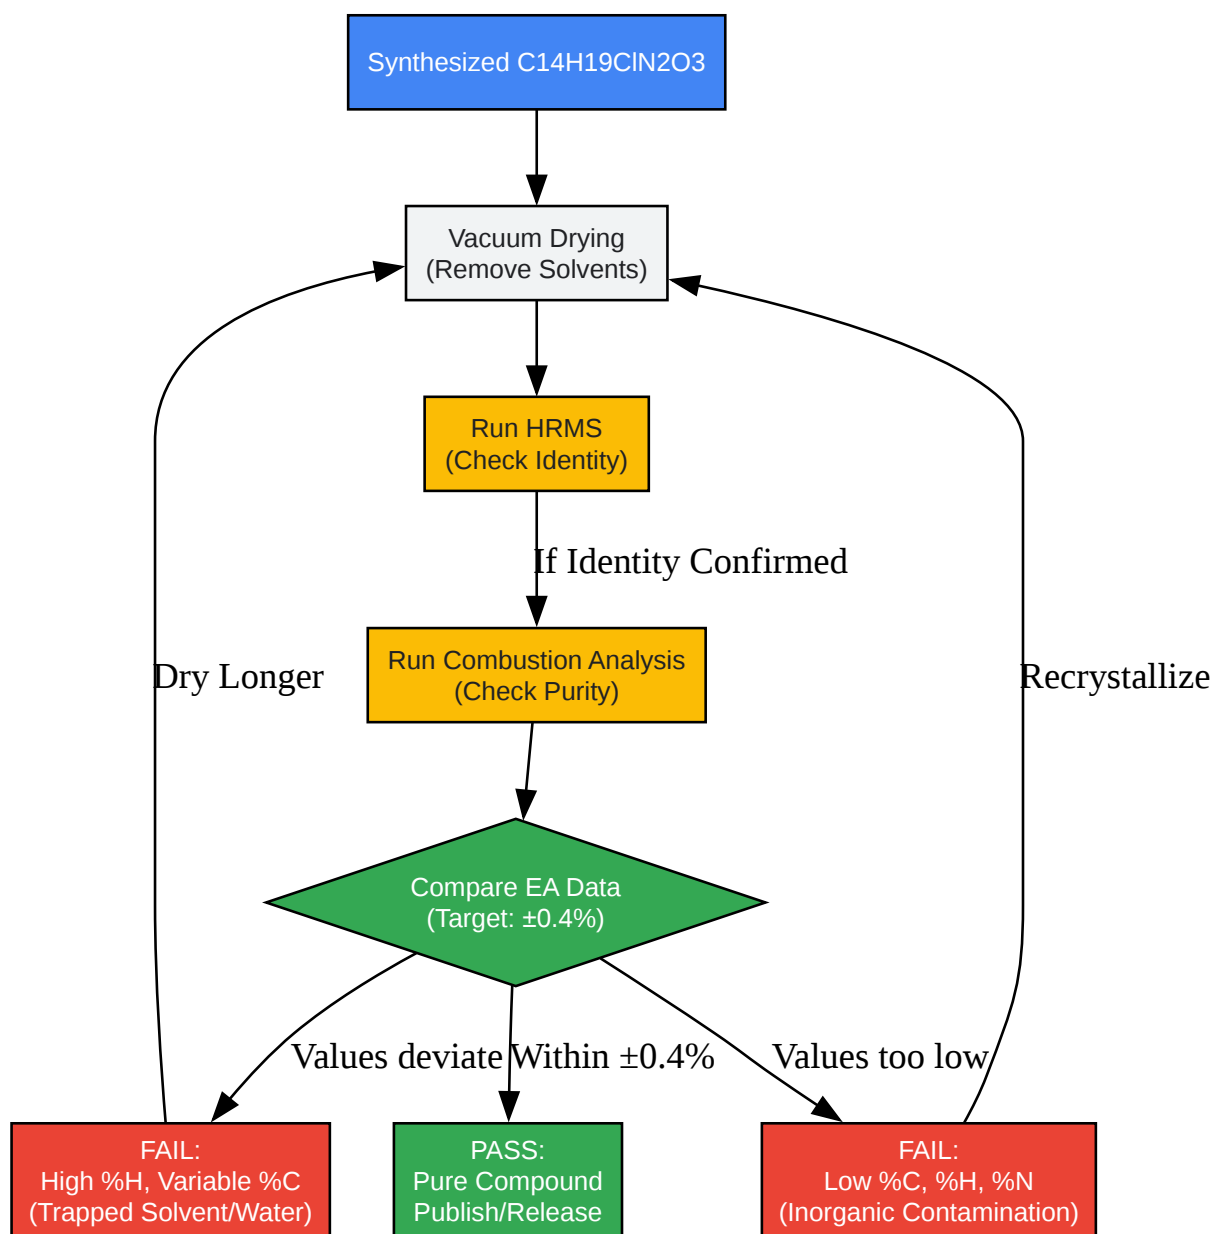 Synthesized C14H19ClN2O3
Vacuum Drying
(Remove Solvents)
Run HRMS
(Check Identity)
If Identity Confirmed
Run Combustion Analysis
(Check Purity)
Dry Longer
Recrystallize
Compare EA Data
(Target: ±0.4%)
Values deviate
Within ±0.4%
Values too low
FAIL:
High %H, Variable %C
(Trapped Solvent/Water)
PASS:
Pure Compound
Publish/Release
FAIL:
Low %C, %H, %N
(Inorganic Contamination)